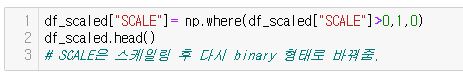 1 df_scaled["SCALE"]= np.where(df_scaled["SCALE"]>0,1,0)
2 df_scaled.head()
3 # SCALE은 스케일링 후 다시 binary 형태로 바꿔줌.